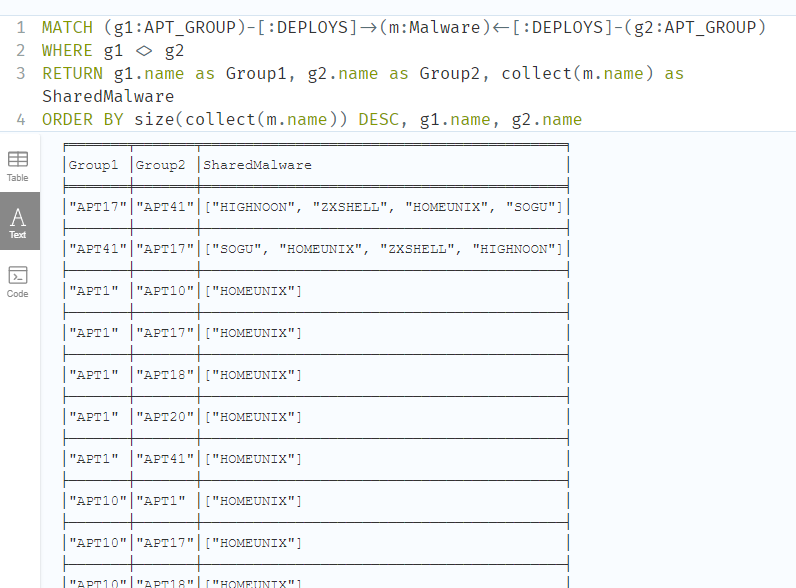 1 MATCH (g1:APT_GROUP)-[:DEPLOYS]->(m:Malware)<-[:DEPLOYS]-(g2:APT_GROUP)
2 WHERE g1 <> g2
3 RETURN g1.name as Group1, g2.name as Group2, collect(m.name) as
SharedMalware
4 ORDER BY size(collect(m.name)) DESC, g1.name, g2.name
Table
Text
Code
Group1 Group2 SharedMalware
"APT17" "APT41" ["HIGHNOON", "ZXSHELL", "HOMEUNIX", "SOGU"]
"APT41" "APT17" ["SOGU", "HOMEUNIX", "ZXSHELL", "HIGHNOON"]
"APT1" "APT10" ["HOMEUNIX"]
"APT1" "APT17" ["HOMEUNIX"]
"APT1" "APT18" ["HOMEUNIX"]
"APT1" "APT20" ["HOMEUNIX"]
"APT1" "APT41" ["HOMEUNIX"]
"APT10" "APT1" ["HOMEUNIX"]
"APT10" "APT17" ["HOMEUNIX"]
"APT10" "APT18" ["HOMEUNIX"]